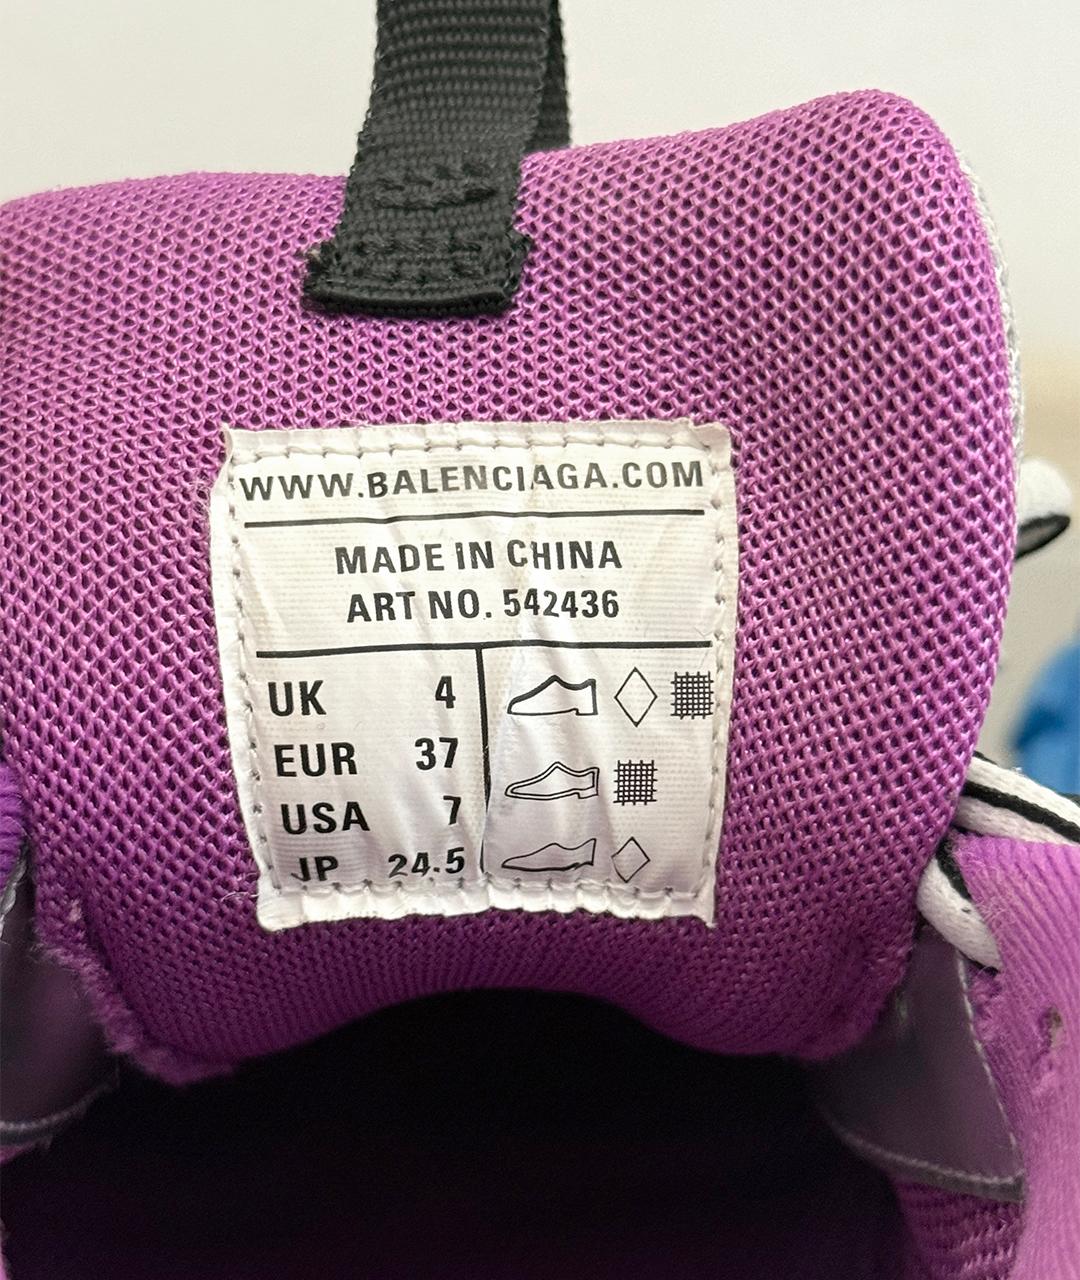 WWW.BALENCIAGA.COM
MADE IN CHINA
ART NO. 542436
UK 4
EUR 37
USA 7
JP 24.5